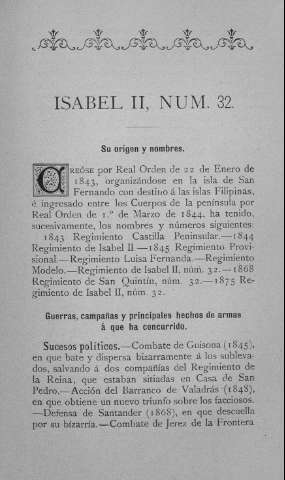 ISABEL II, NUM. 32.
Su origen y nombres.
CREÓSE por Real Orden de 22 de Enero de
1843, organizándose en la isla de San
Fernando con destino á las islas Filipinas,
é ingresado entre los Cuerpos de la península por
Real Orden de 1.º de Marzo de 1844, ha tenido,
sucesivamente, los nombres y números siguientes:
1843 Regimiento Castilla Peninsular.—1844
Regimiento de Isabel II.—1845 Regimiento Provi-
sional.—Regimiento Luisa Fernanda.—Regimiento
Modelo.—Regimiento de Isabel II, núm. 32.—1868
Regimiento de San Quintín, núm. 32.—1875 Re-
gimiento de Isabel II, núm. 32.
Guerras, campañas y principales hechos de armas
á que ha concurrido.
Sucesos políticos.—Combate de Guisona (1845),
en que bate y dispersa bizarramente á los subleva-
dos, salvando á dos compañías del Regimiento de
la Reina, que estaban sitiadas en Casa de San
Pedro.—Acción del Barranco de Valadrás (1848),
en que obtiene un nuevo triunfo sobre los facciosos.
—Defensa de Santander (1868), en que descuella
por su bizarría.—Combate de Jerez de la Frontera